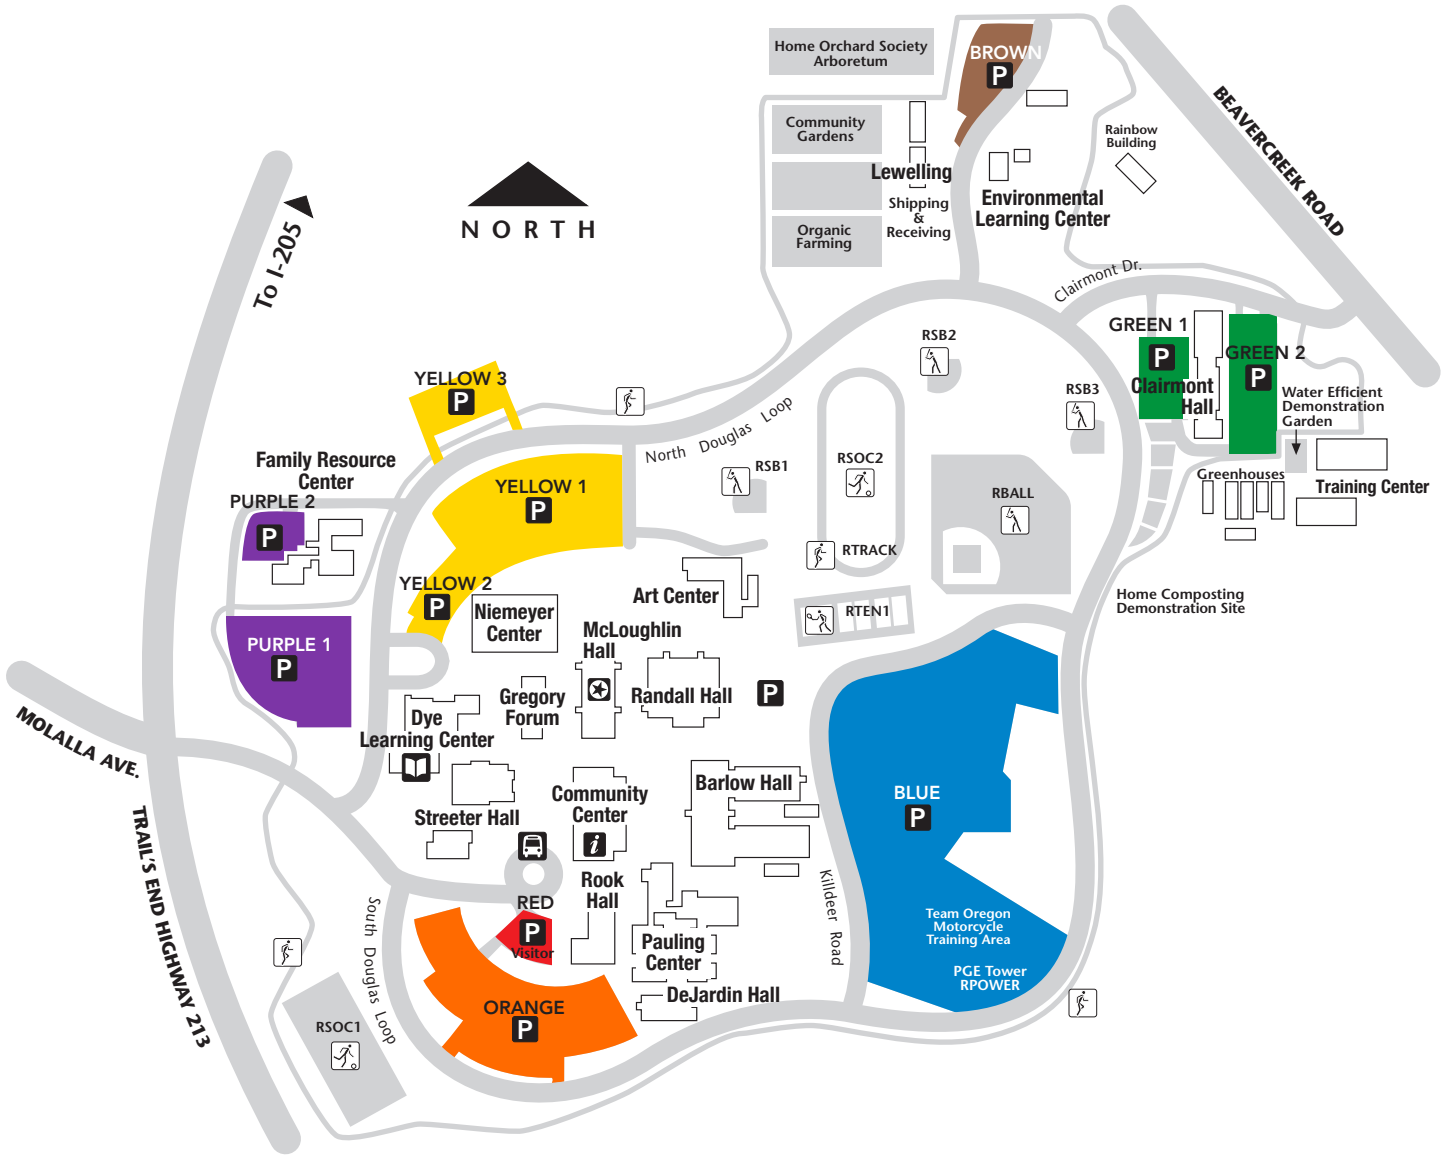 Home Orchard Society
Arboretum
BROWN
P
BEAVERCREEK ROAD
Community
Gardens
Rainbow
Building
Lewelling
Shipping
&
Receiving
Environmental
Learning Center
Organic
Farming
NORTH
To I-205
Clairmont Dr.
GREEN 1
P
GREEN 2
P
Clairmont
Hall
Water Efficient
Demonstration
Garden
Greenhouses
Training Center
RSB2
RSB3
YELLOW 3
P
North Douglas Loop
RSB1
RSOC2
RBALL
Family Resource
Center
PURPLE 2
P
YELLOW 1
P
RTRACK
YELLOW 2
P
Niemeyer
Center
Art Center
RTEN1
Home Composting
Demonstration Site
PURPLE 1
P
McLoughlin
Hall
Gregory
Forum
Randall Hall
P
MOLALLA AVE.
Dye
Learning Center
Barlow Hall
BLUE
P
Community
Center
i
Streeter Hall
TRAIL'S END HIGHWAY 213
Rook
Hall
Killdeer Road
RED
P
Visitor
South Douglas Loop
Team Oregon
Motorcycle
Training Area
Pauling
Center
PGE Tower
RPOWER
DeJardin Hall
ORANGE
P
RSOC1